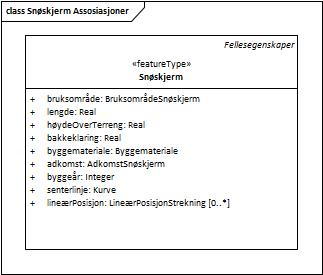 class Snøskjerm Assosiasjoner
Fellesegenskaper
«featureType»
Snøskjerm
+ bruksområde: BruksområdeSnøskjerm
+ lengde: Real
+ høydeOverTerreng: Real
+ bakkeklaring: Real
+ byggemateriale: Byggemateriale
+ adkomst: AdkomstSnøskjerm
+ byggeår: Integer
+ senterlinje: Kurve
+ lineærPosisjon: LineærPosisjonStrekning [0..*]